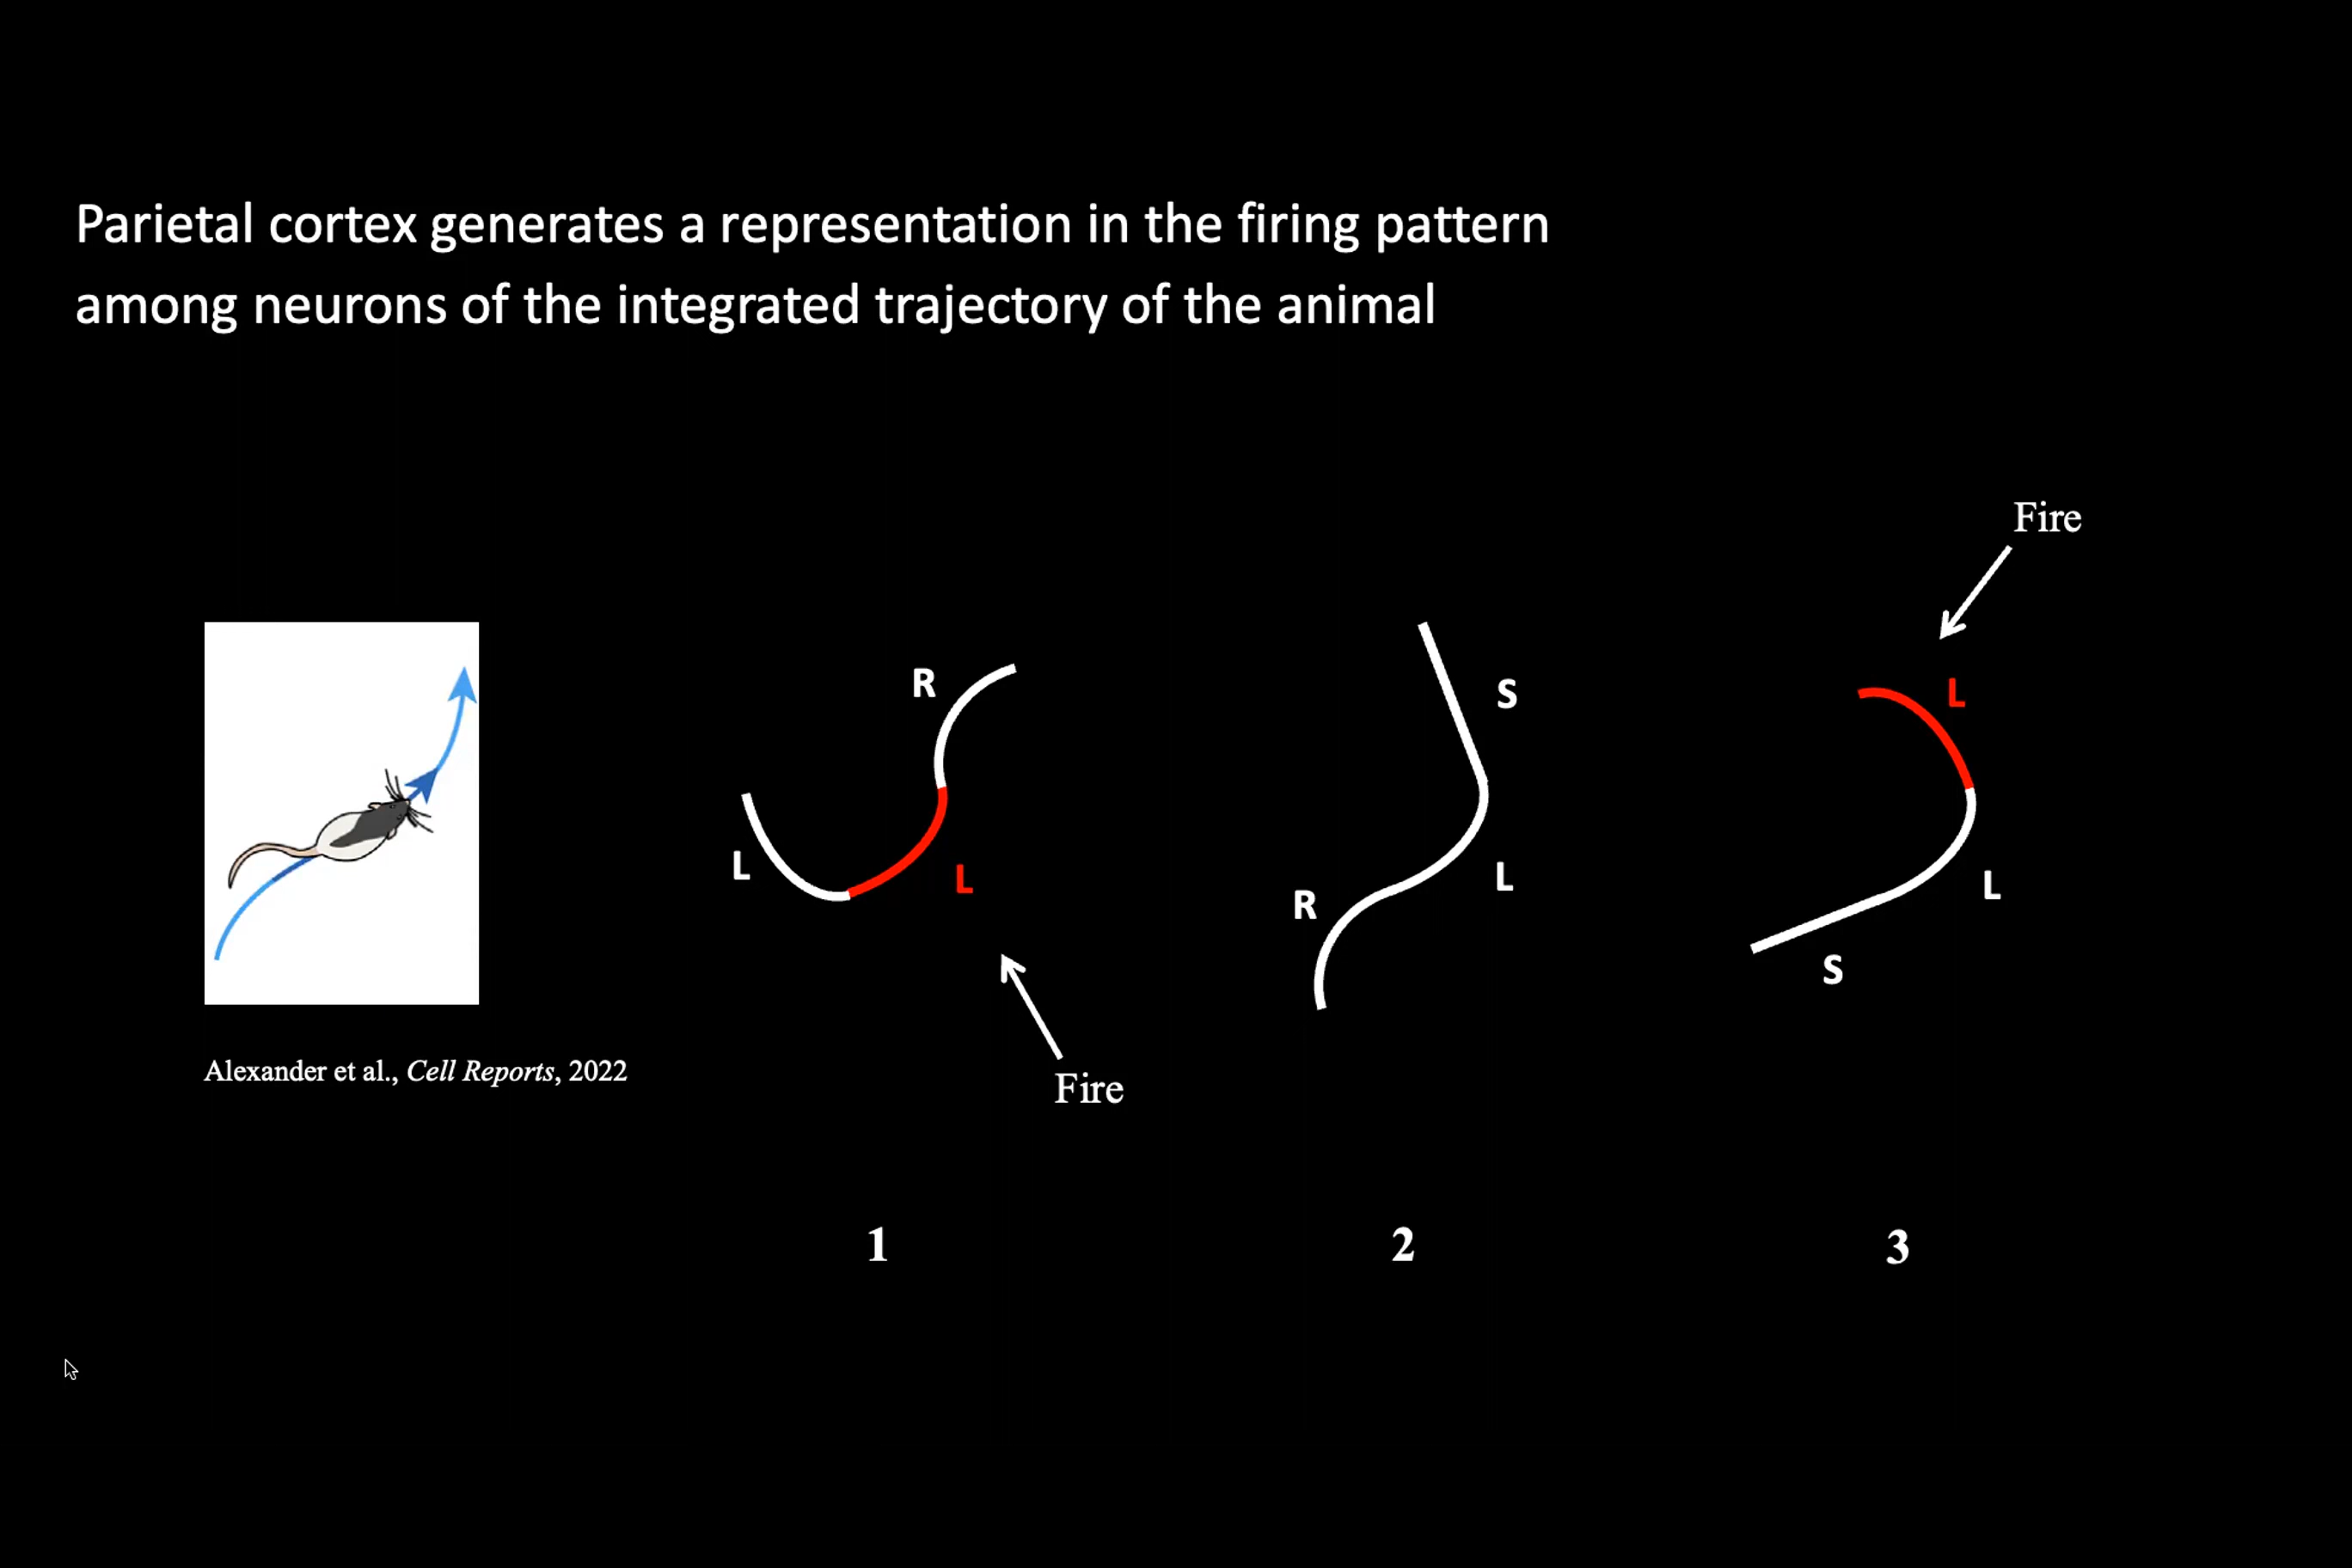 Parietal cortex generates a representation in the firing pattern
among neurons of the integrated trajectory of the animal
Fire
R
L
L
Fire
S
L
R
L
L
S
Alexander et al., Cell Reports, 2022
1
2
3